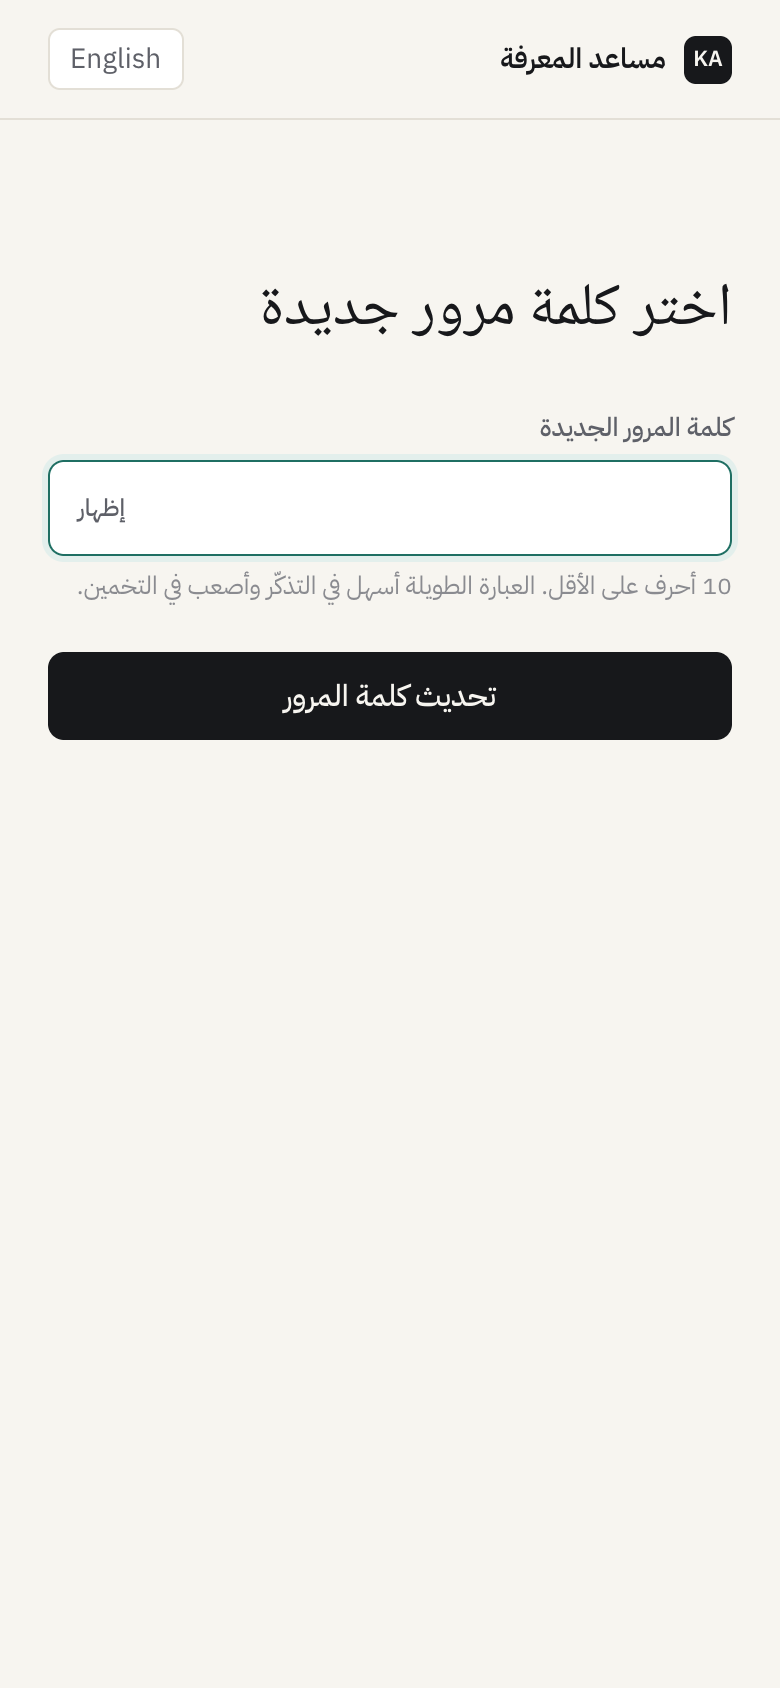 KA
مساعد المعرفة
English
اختر كلمة مرور جديدة
كلمة المرور الجديدة
إظهار
10 أحرف على الأقل. العبارة الطويلة أسهل في التذكّر وأصعب في التخمين.
تحديث كلمة المرور